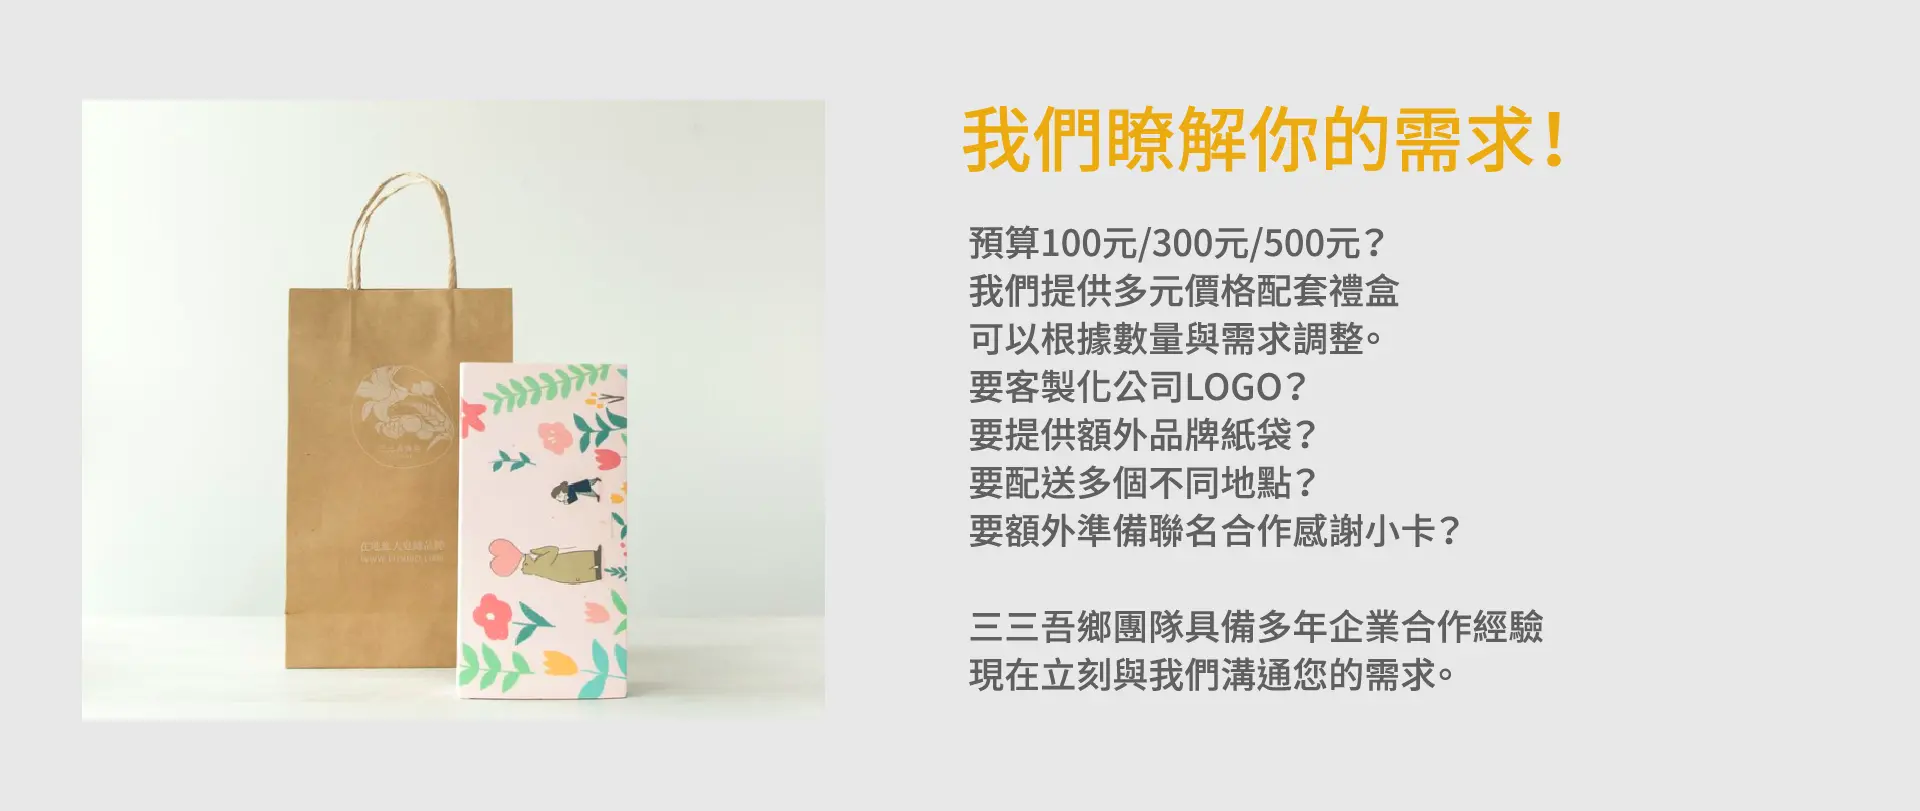 我們瞭解你的需求！
預算100元/300元/500元？
我們提供多元價格配套禮盒
可以根據數量與需求調整。
要客製化公司LOGO？
要提供額外品牌紙袋？
要配送多個不同地點？
要額外準備聯名合作感謝小卡？
三三吾鄉團隊具備多年企業合作經驗
現在立刻與我們溝通您的需求。